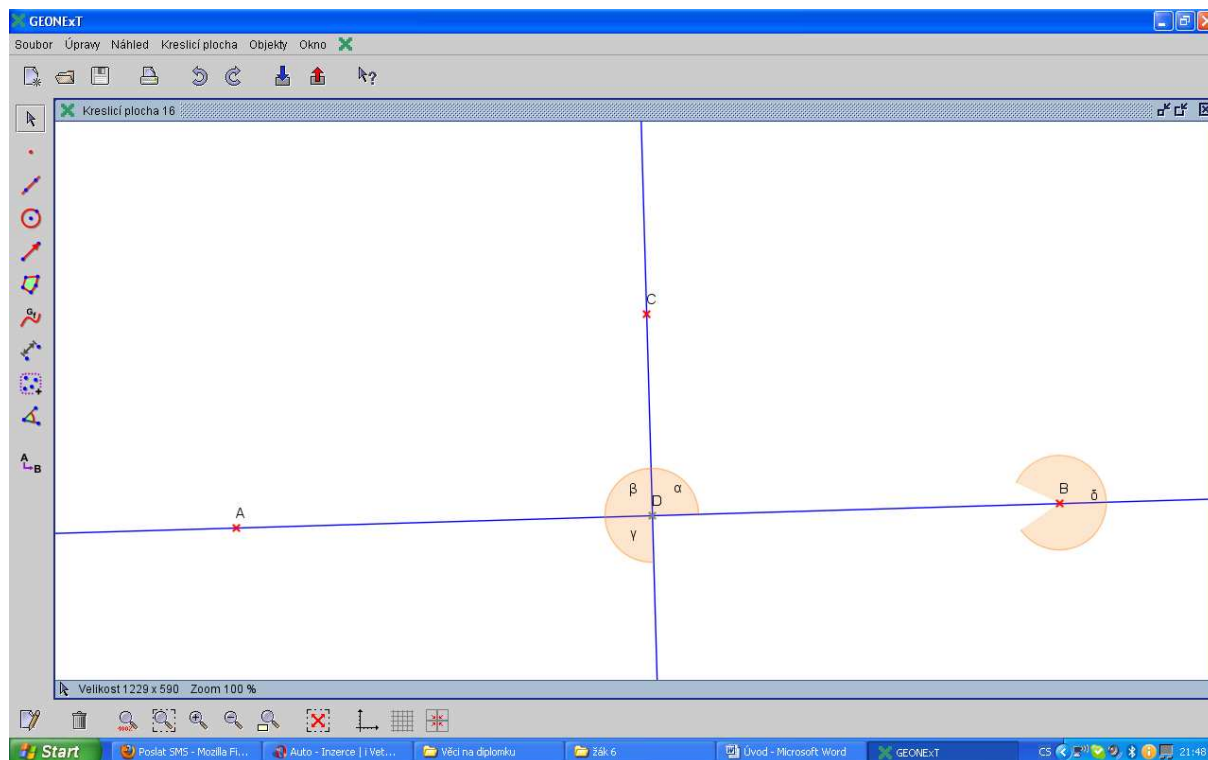 GEONExT
Soubor Úpravy Náhled Kreslicí plocha Objekty Okno
Kreslicí plocha 16
C
β α
D
γ
A
B
δ
A
B
Velikost 1229 x 590 Zoom 100 %
100%
Start Poslat SMS - Mozilla Fi... Auto - Inzerce | i Vet... Věci na diplomku žák 6 Úvod - Microsoft Word GEONExT CS 21:48